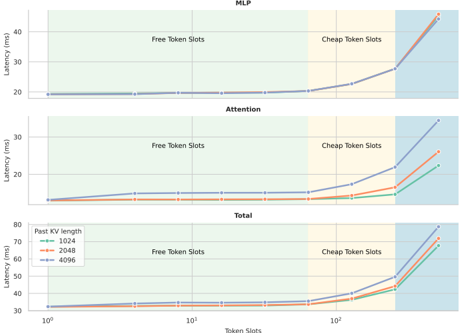 MLP
Latency (ms)
40
30
20
Free Token Slots
Cheap Token Slots
Attention
Latency (ms)
30
20
Free Token Slots
Cheap Token Slots
Total
Latency (ms)
80
70
60
50
40
30
Past KV length
1024
2048
4096
Free Token Slots
Cheap Token Slots
10⁰
10¹
10²
Token Slots